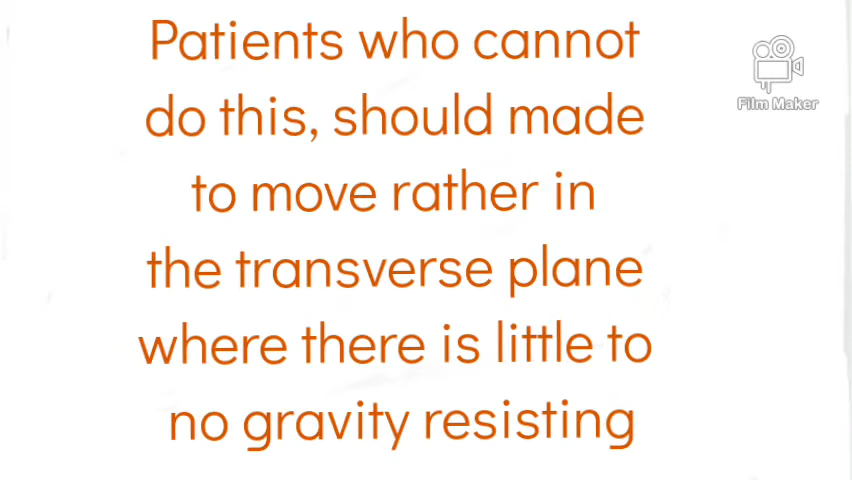 Patients who cannot
do this, should made
to move rather in
the transverse plane
where there is little to
no gravity resisting
Film Maker